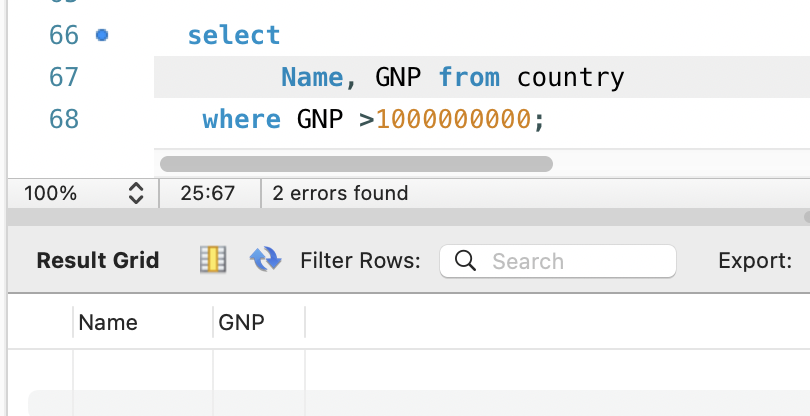 66 select
67 Name, GNP from country
68 where GNP >1000000000;
100% 25:67 2 errors found
Result Grid Filter Rows: Search Export:
Name GNP